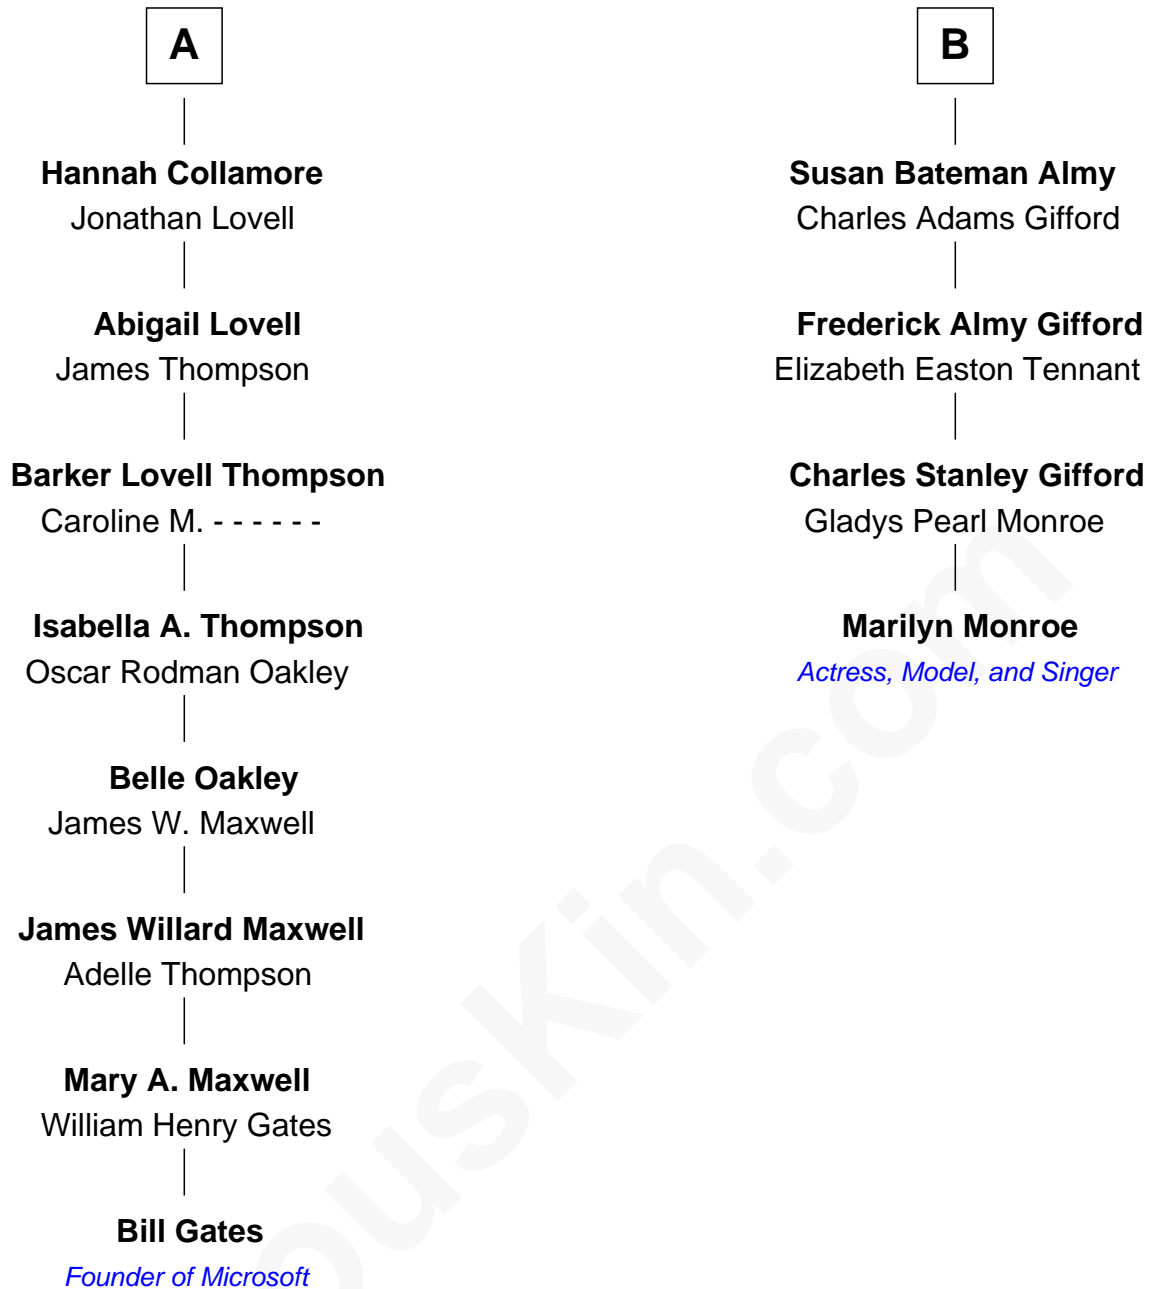 A
Hannah Collamore
Jonathan Lovell
Abigail Lovell
James Thompson
Barker Lovell Thompson
Caroline M. - - - - - -
Isabella A. Thompson
Oscar Rodman Oakley
Belle Oakley
James W. Maxwell
James Willard Maxwell
Adelle Thompson
Mary A. Maxwell
William Henry Gates
Bill Gates
Founder of Microsoft
B
Susan Bateman Almy
Charles Adams Gifford
Frederick Almy Gifford
Elizabeth Easton Tennant
Charles Stanley Gifford
Gladys Pearl Monroe
Marilyn Monroe
Actress, Model, and Singer
ousKin.com